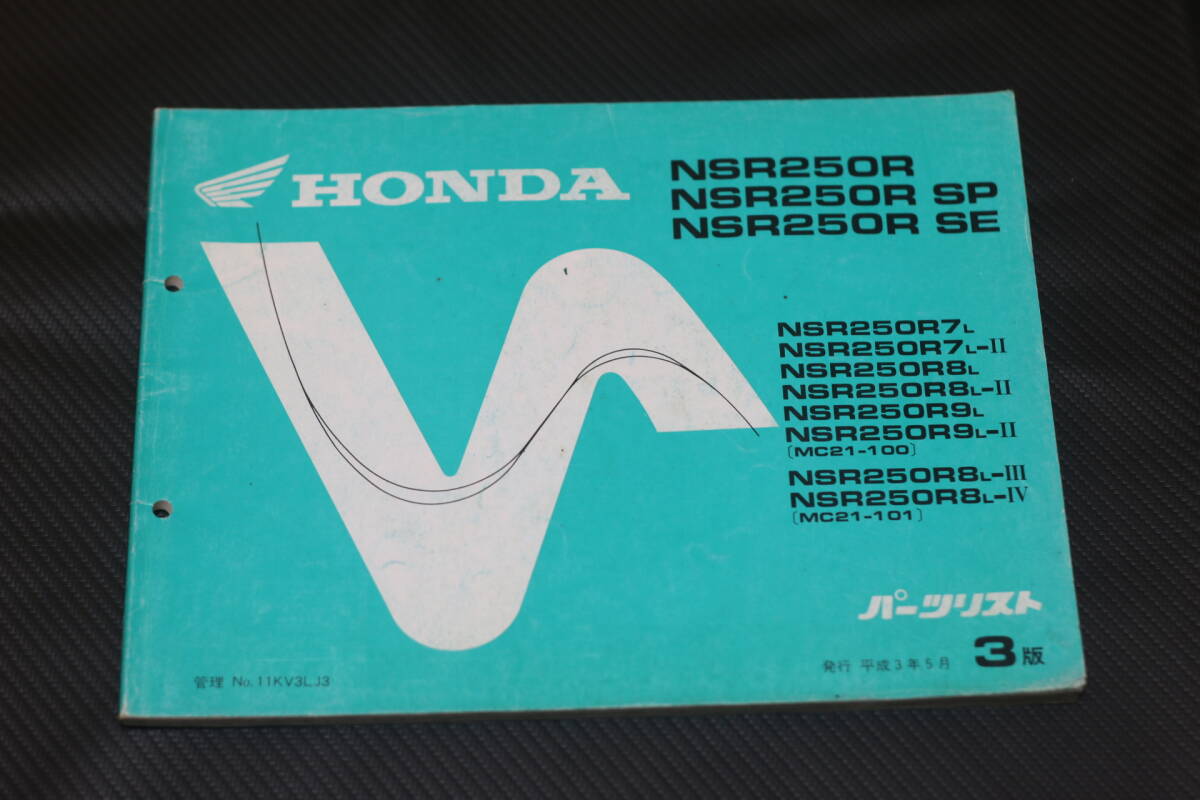 HONDA
NSR250R
NSR250R SP
NSR250R SE
NSR250R7L
NSR250R7L-II
NSR250R8L
NSR250R8L-II
NSR250R9L
NSR250R9L-II
〔MC21-100〕
NSR250R8L-III
NSR250R8L-IV
〔MC21-101〕
パーツリスト
発行 平成3年5月 3版
管理 No.11KV3LJ3